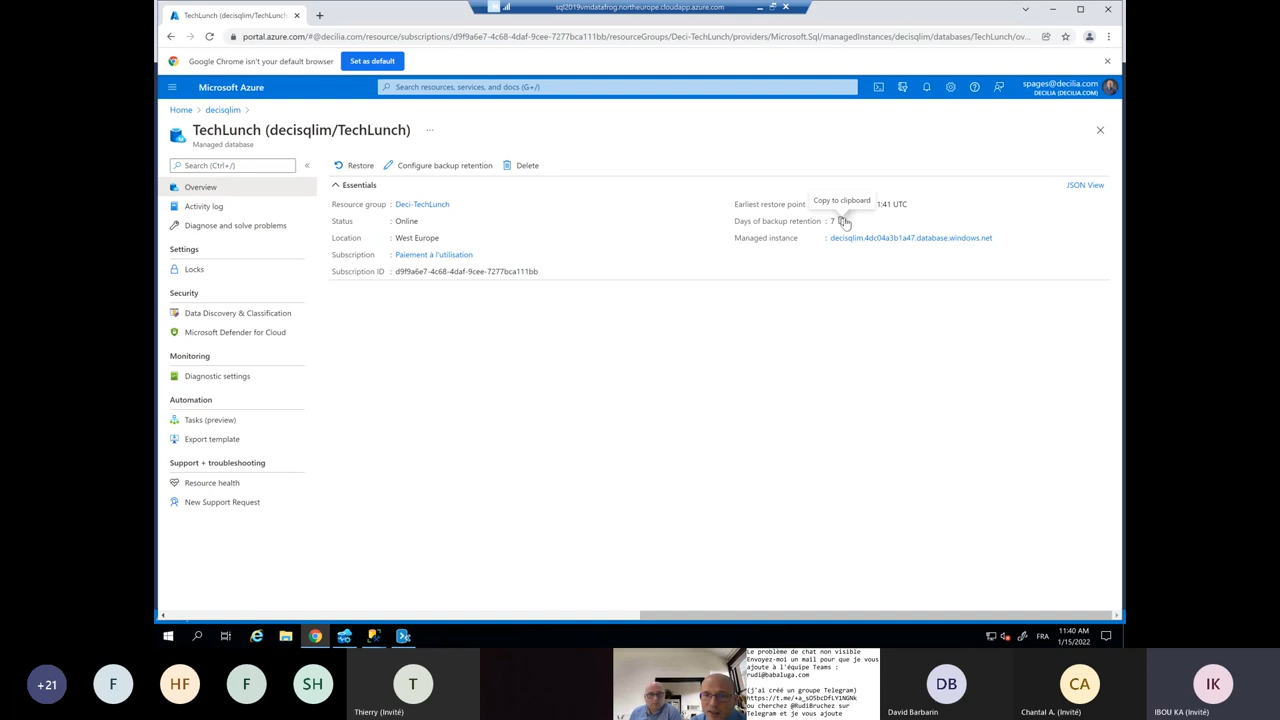 TechLunch (decisqlim/TechLunch)
sql2019vmdatafrog.northeurope.cloudapp.azure.com
portal.azure.com/#@decilia.com/resource/subscriptions/d9f9a6e7-4c68-4daf-9cee-7277bca111bb/resourceGroups/Deci-TechLunch/providers/Microsoft.Sql/managedInstances/decisqlim/databases/TechLunch/ov...
Google Chrome isn't your default browser
Set as default
Microsoft Azure
Search resources, services, and docs (G+/)
spages@decilia.com
DECILIA (DECILIA.COM)
Home > decisqlim >
TechLunch (decisqlim/TechLunch) ...
Managed database
Search (Ctrl+/)
«
Restore
Configure backup retention
Delete
Overview
Activity log
Diagnose and solve problems
Settings
Locks
Security
Data Discovery & Classification
Microsoft Defender for Cloud
Monitoring
Diagnostic settings
Automation
Tasks (preview)
Export template
Support + troubleshooting
Resource health
New Support Request
Essentials
JSON View
Resource group : Deci-TechLunch
Status : Online
Location : West Europe
Subscription : Paiement à l'utilisation
Subscription ID : d9f9a6e7-4c68-4daf-9cee-7277bca111bb
Copy to clipboard
Earliest restore point 1:41 UTC
Days of backup retention : 7
Managed instance : decisqlim.4dc04a3b1a47.database.windows.net
FRA
11:40 AM
1/15/2022
+21
F
HF
F
SH
T
Thierry (Invité)
Le problème de chat non visible
Envoyez-moi un mail pour que je vous
ajoute à l'équipe Teams :
rudi@babaluga.com
(j'ai créé un groupe Telegram)
https://t.me/+a_sO5bcDfLY1NGNk
ou cherchez @RudiBruchez sur
Telegram et je vous ajoute
DB
David Barbarin
CA
Chantal A. (Invité)
IK
IBOU KA (Invité)